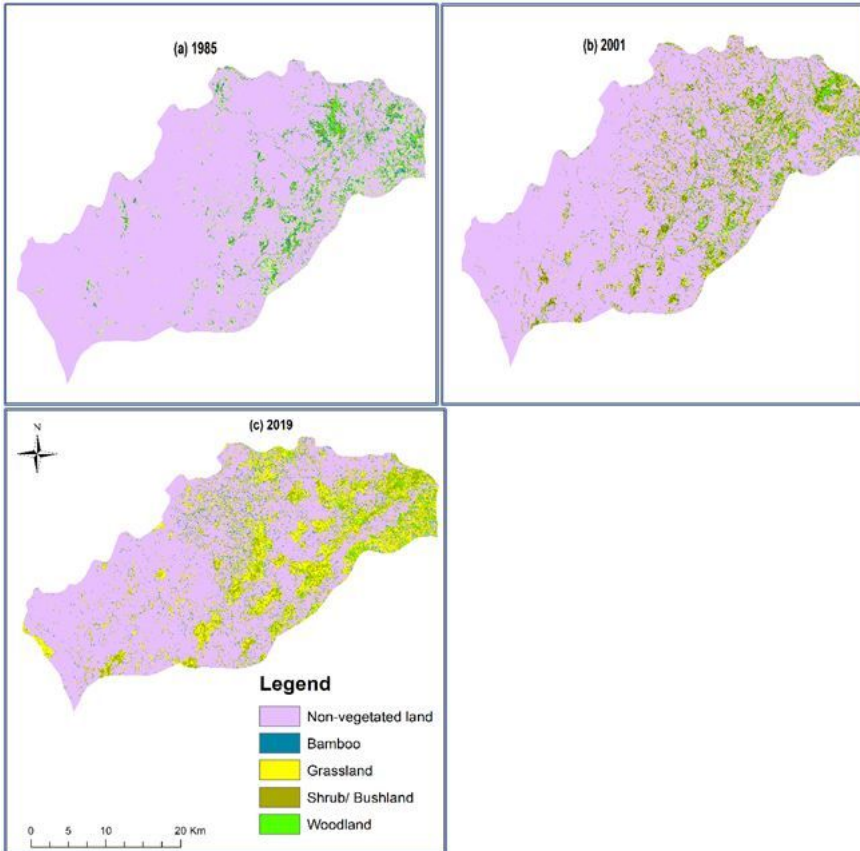 (a) 1985
(b) 2001
(c) 2019
Z
Legend
Non-vegetated land
Bamboo
Grassland
Shrub/ Bushland
Woodland
0 5 10 20 Km